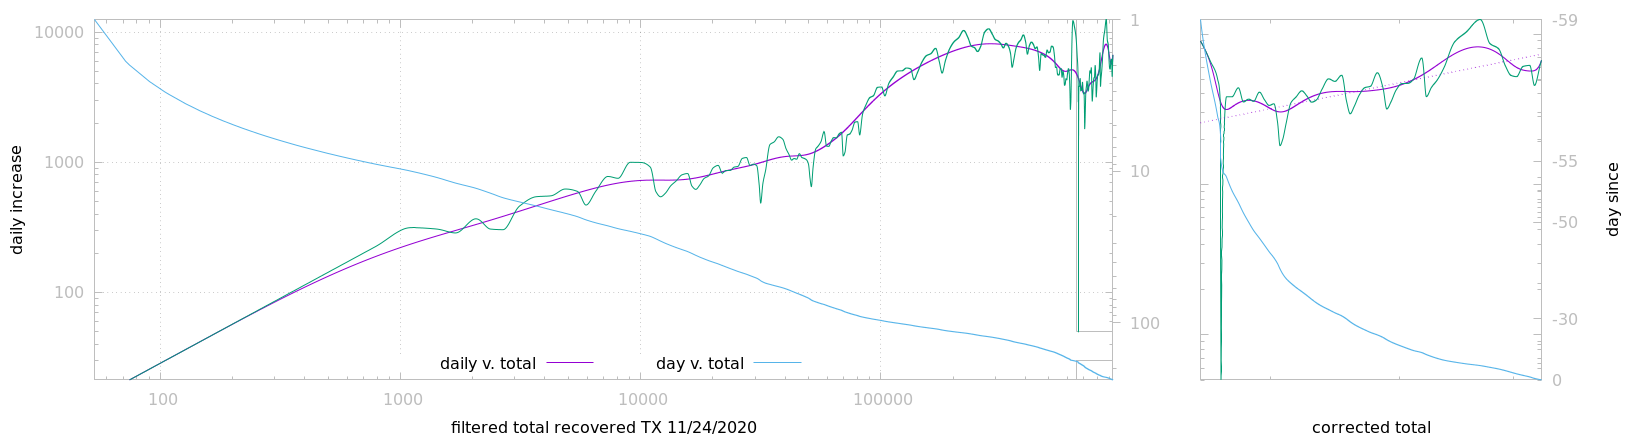 10000
1000
100
daily increase
1
10
100
daily v. total
day v. total
100
1000
10000
100000
filtered total recovered TX 11/24/2020
-59
-55
-50
-30
0
day since
corrected total